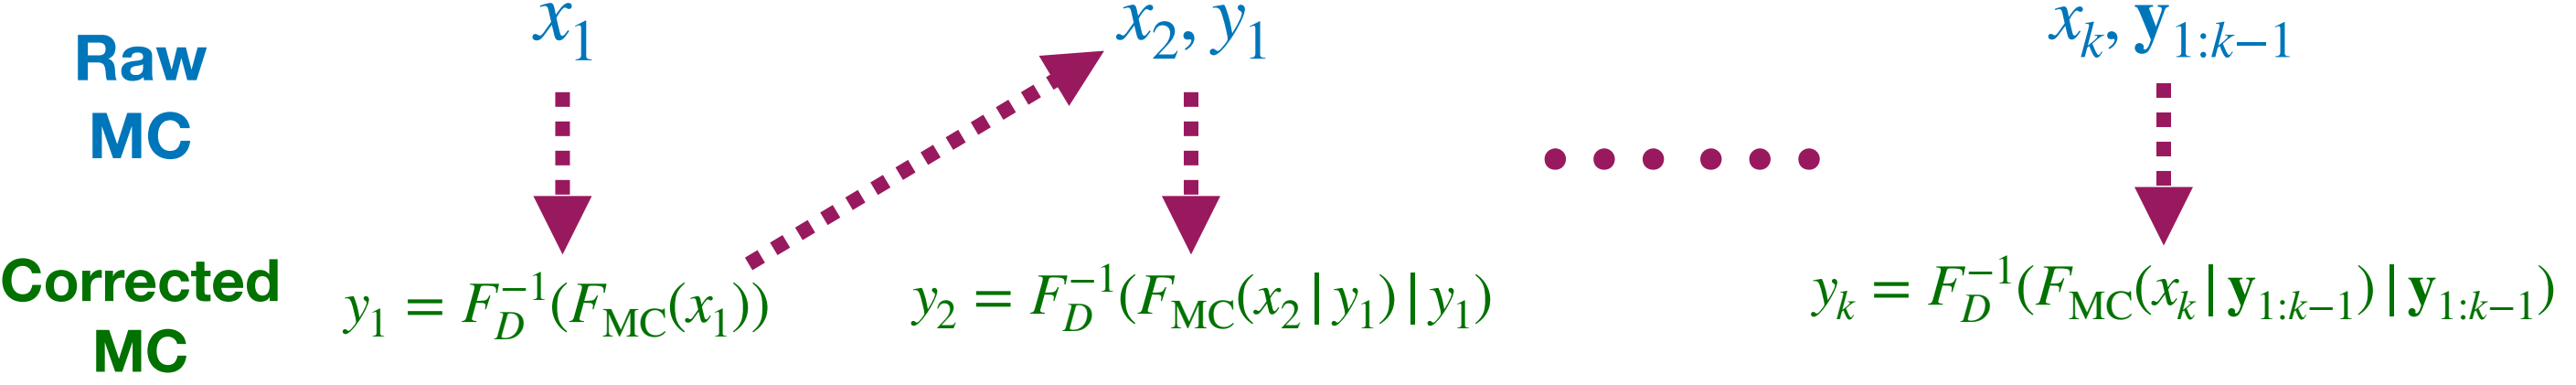 Raw
MC
x₁
x₂, y₁
xₖ, 𝐲₁:ₖ₋₁
Corrected
MC
y₁ = F_D⁻¹(F_MC(x₁))
y₂ = F_D⁻¹(F_MC(x₂|y₁)|y₁)
yₖ = F_D⁻¹(F_MC(xₖ|𝐲₁:ₖ₋₁)|𝐲₁:ₖ₋₁)